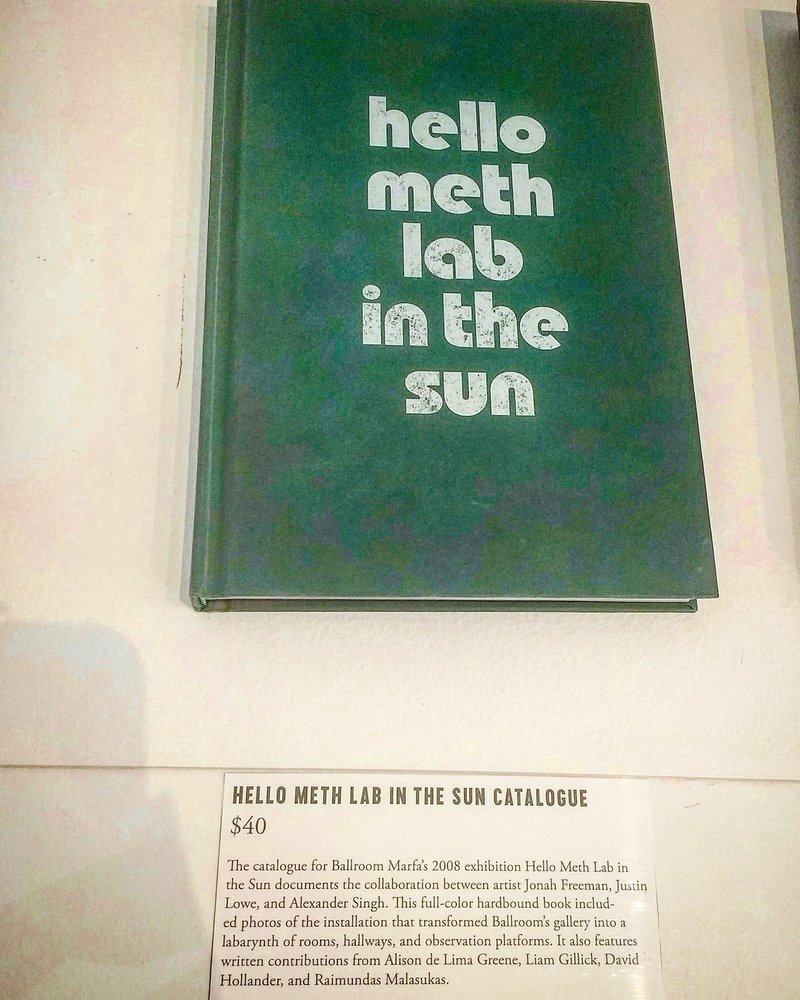 hello
meth
lab
in the
sun
HELLO METH LAB IN THE SUN CATALOGUE
$40
The catalogue for Ballroom Marfa's 2008 exhibition Hello Meth Lab in
the Sun documents the collaboration between artist Jonah Freeman, Justin
Lowe, and Alexander Singh. This full-color hardbound book includ-
ed photos of the installation that transformed Ballroom's gallery into a
labarynth of rooms, hallways, and observation platforms. It also features
written contributions from Alison de Lima Greene, Liam Gillick, David
Hollander, and Raimundas Malasukas.